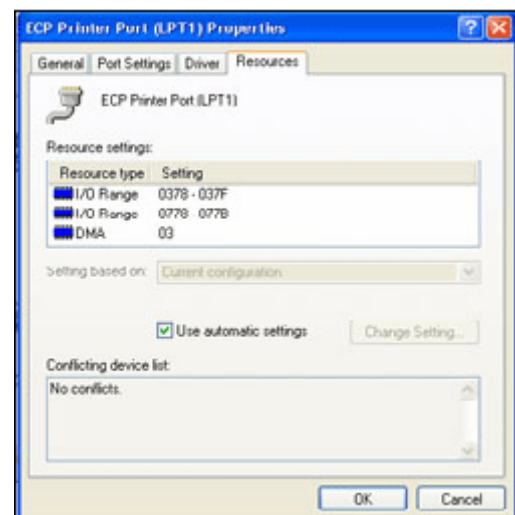 ECP Printer Port (LPT1) Properties
General Port Settings Driver Resources
ECP Printer Port (LPT1)
Resource settings:
Resource type Setting
I/O Range 0378 - 037F
I/O Range 0778 - 077B
DMA 03
Setting based on: Current configuration
Use automatic settings Change Setting...
Conflicting device list:
No conflicts.
OK Cancel